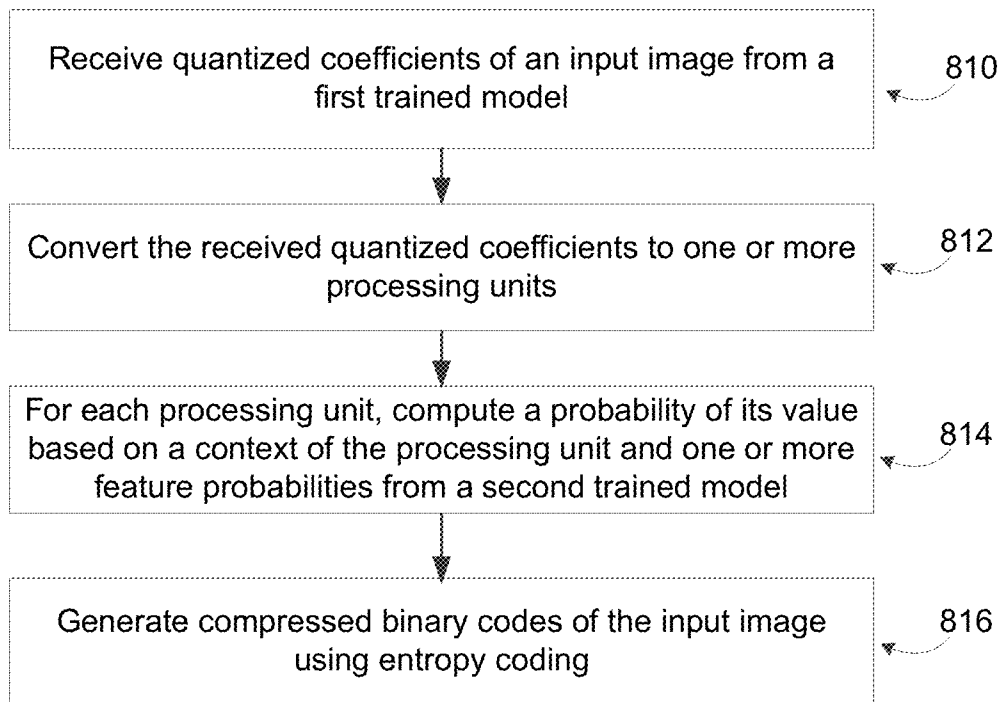 Receive quantized coefficients of an input image from a
first trained model
810
Convert the received quantized coefficients to one or more
processing units
812
For each processing unit, compute a probability of its value
based on a context of the processing unit and one or more
feature probabilities from a second trained model
814
Generate compressed binary codes of the input image
using entropy coding
816